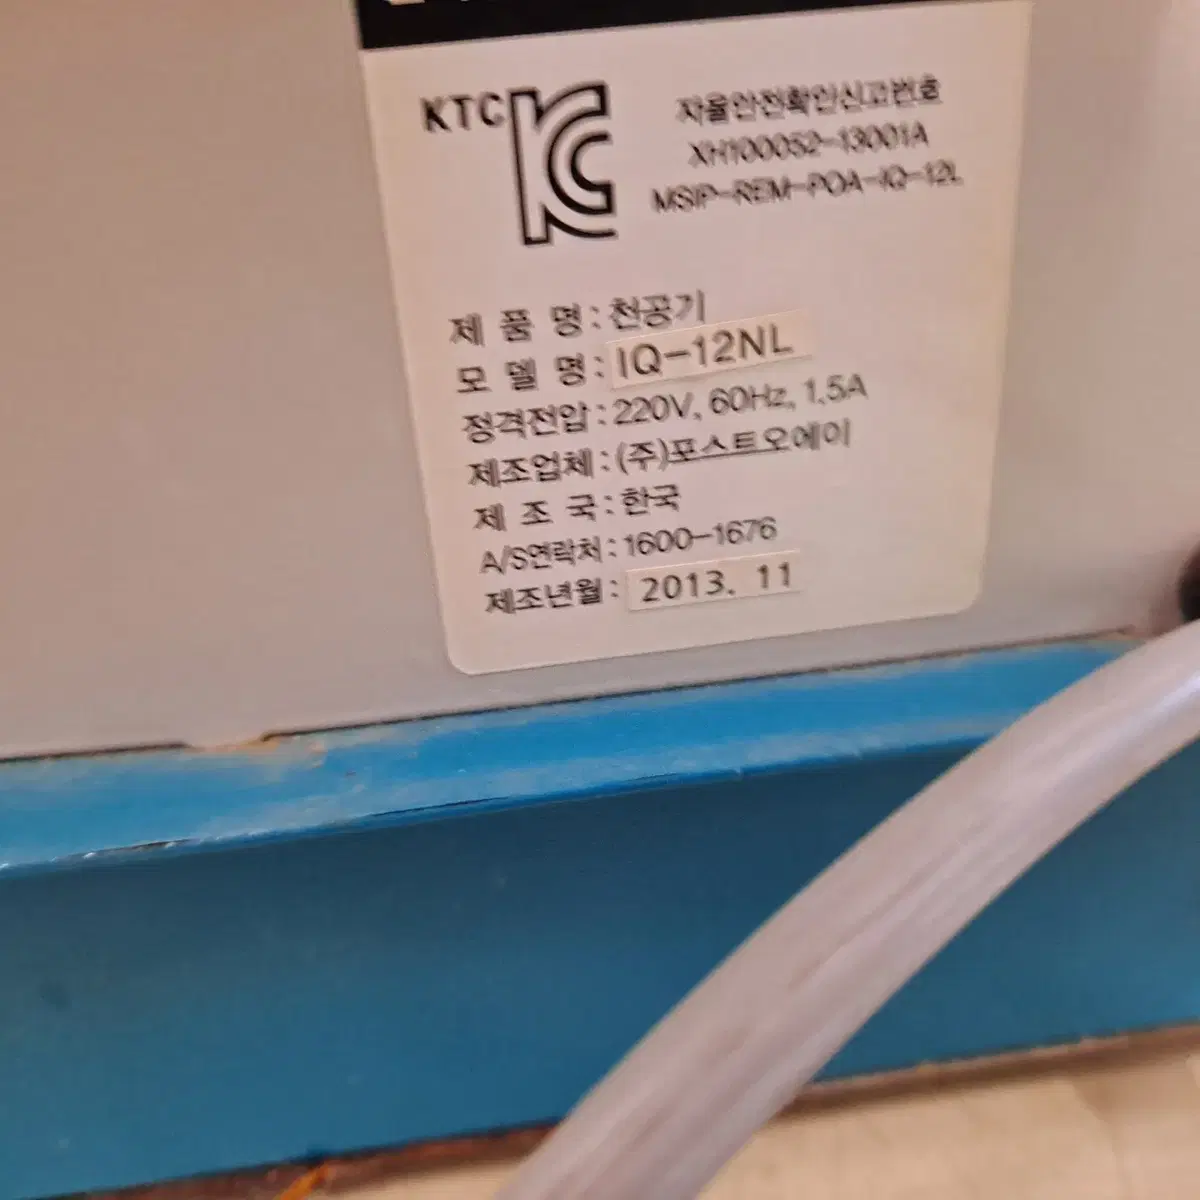 KTC
자율안전확인신고번호
XH100052-13001A
MSIP-REM-POA-IQ-12L
제 품 명 : 천공기
모 델 명 : IQ-12NL
정격전압 : 220V, 60Hz, 1.5A
제조업체 : (주)포스트오에이
제 조 국 : 한국
A/S연락처 : 1600-1676
제조년월 : 2013. 11